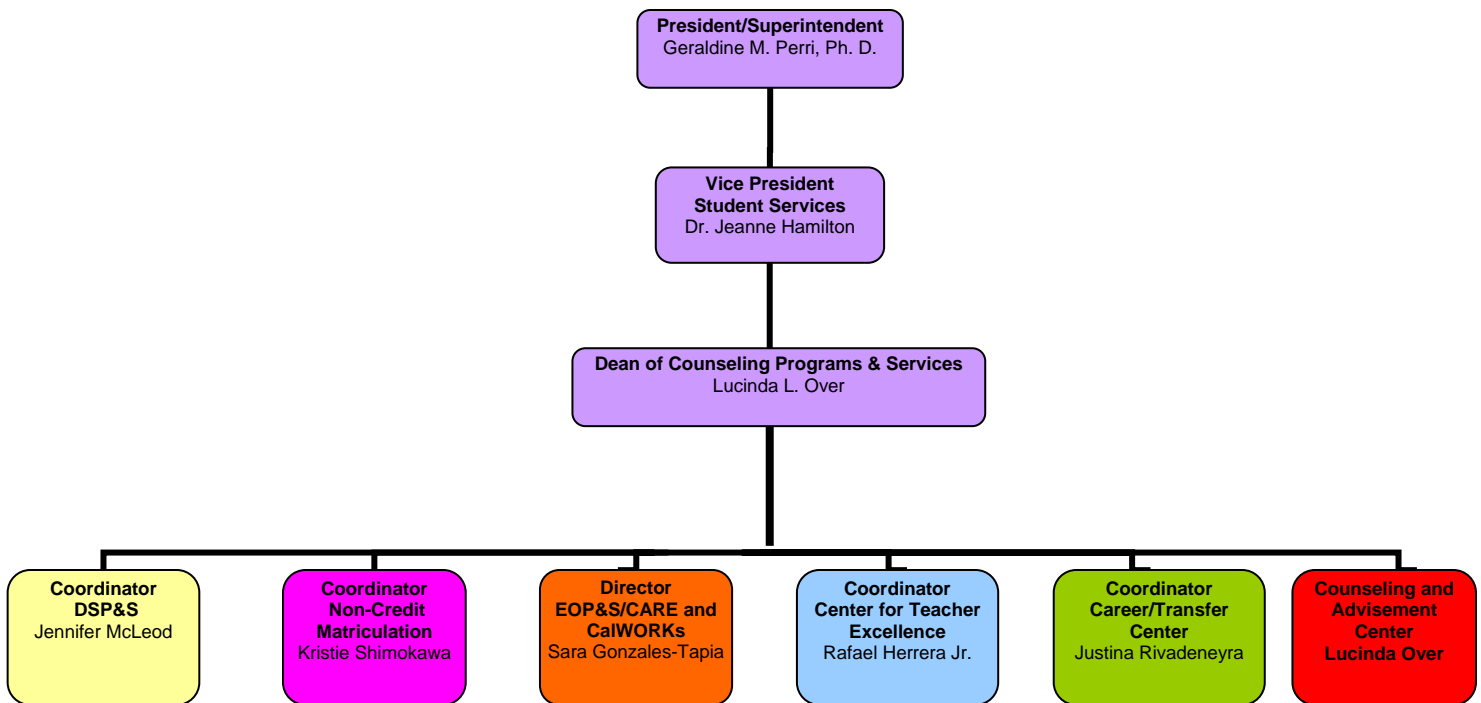 President/Superintendent
Geraldine M. Perri, Ph. D.
Vice President
Student Services
Dr. Jeanne Hamilton
Dean of Counseling Programs & Services
Lucinda L. Over
Coordinator
DSP&S
Jennifer McLeod
Coordinator
Non-Credit
Matriculation
Kristie Shimokawa
Director
EOP&S/CARE and
CalWORKs
Sara Gonzales-Tapia
Coordinator
Center for Teacher
Excellence
Rafael Herrera Jr.
Coordinator
Career/Transfer
Center
Justina Rivadeneyra
Counseling and
Advisement
Center
Lucinda Over